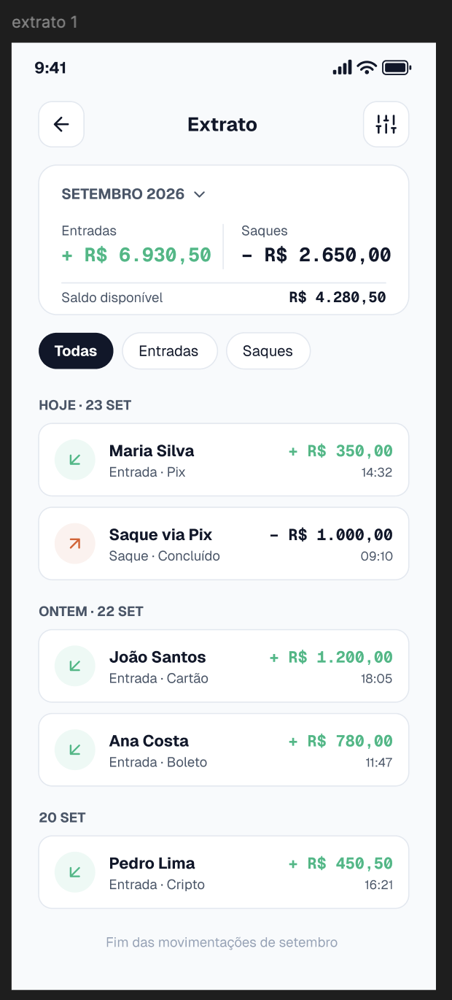 extrato 1
9:41
Extrato
SETEMBRO 2026
Entradas
+ R$ 6.930,50
Saques
− R$ 2.650,00
Saldo disponível
R$ 4.280,50
Todas
Entradas
Saques
HOJE · 23 SET
Maria Silva
+ R$ 350,00
Entrada · Pix
14:32
Saque via Pix
− R$ 1.000,00
Saque · Concluído
09:10
ONTEM · 22 SET
João Santos
+ R$ 1.200,00
Entrada · Cartão
18:05
Ana Costa
+ R$ 780,00
Entrada · Boleto
11:47
20 SET
Pedro Lima
+ R$ 450,50
Entrada · Cripto
16:21
Fim das movimentações de setembro